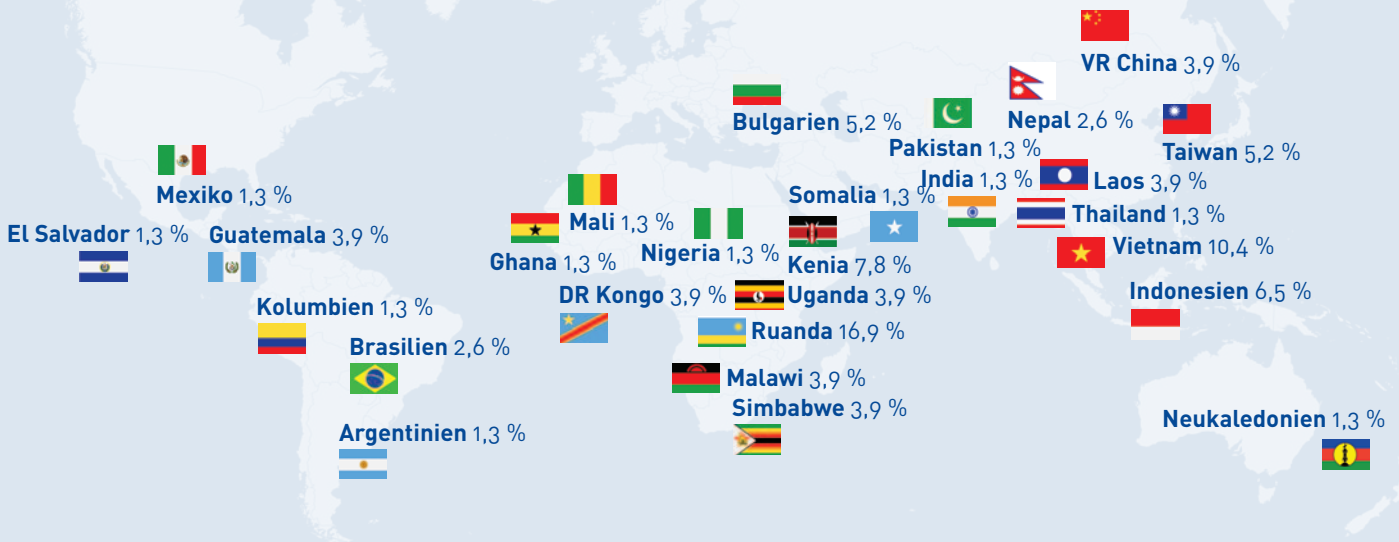 VR China 3,9 %
Bulgarien 5,2 %
Nepal 2,6 %
Pakistan 1,3 %
Taiwan 5,2 %
Mexiko 1,3 %
Somalia 1,3 %
India 1,3 %
Laos 3,9 %
El Salvador 1,3 %
Guatemala 3,9 %
Mali 1,3 %
Thailand 1,3 %
Ghana 1,3 %
Nigeria 1,3 %
Kenia 7,8 %
Vietnam 10,4 %
DR Kongo 3,9 %
Uganda 3,9 %
Indonesien 6,5 %
Kolumbien 1,3 %
Ruanda 16,9 %
Brasilien 2,6 %
Malawi 3,9 %
Simbabwe 3,9 %
Argentinien 1,3 %
Neukaledonien 1,3 %